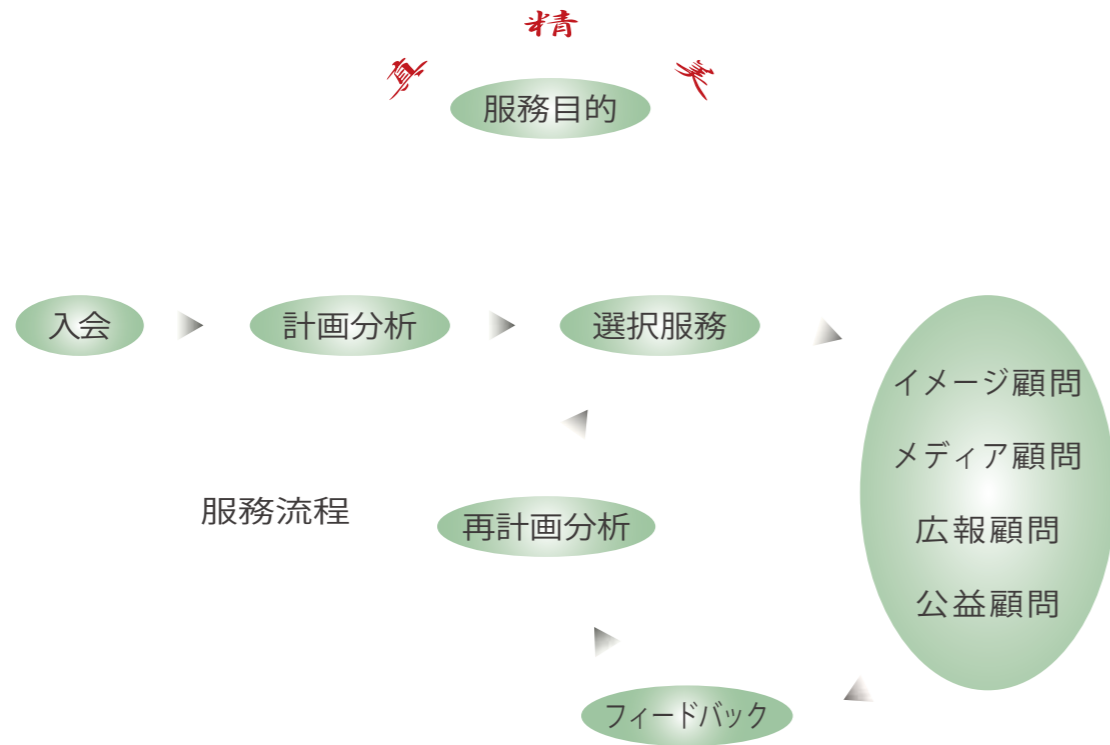 精
真
美
服務目的
入会
計画分析
選択服務
イメージ顧問
メディア顧問
広報顧問
公益顧問
服務流程
再計画分析
フィードバック